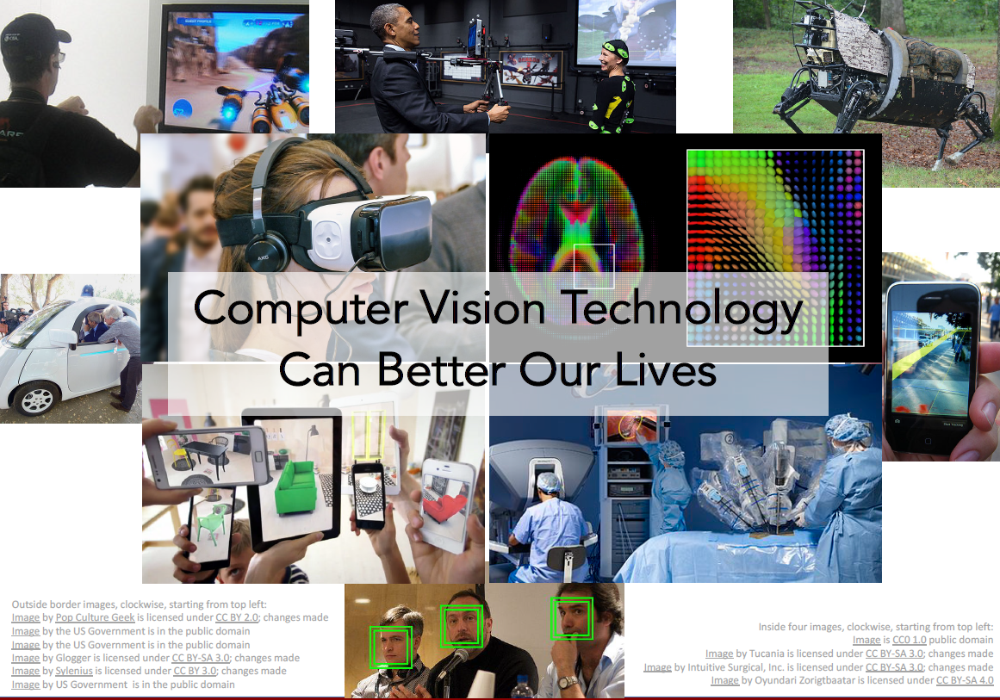 Computer Vision Technology
Can Better Our Lives
AKG
2
Outside border images, clockwise, starting from top left:
Image by Pop Culture Geek is licensed under CC BY 2.0; changes made
Image by the US Government is in the public domain
Image by the US Government is in the public domain
Image by Glogger is licensed under CC BY-SA 3.0; changes made
Image by Sylenius is licensed under CC BY 3.0; changes made
Image by US Government is in the public domain
Inside four images, clockwise, starting from top left:
Image is CC0 1.0 public domain
Image by Tucania is licensed under CC BY-SA 3.0; changes made
Image by Intuitive Surgical, Inc. is licensed under CC BY-SA 3.0; changes made
Image by Oyundari Zorigtbaatar is licensed under CC BY-SA 4.0